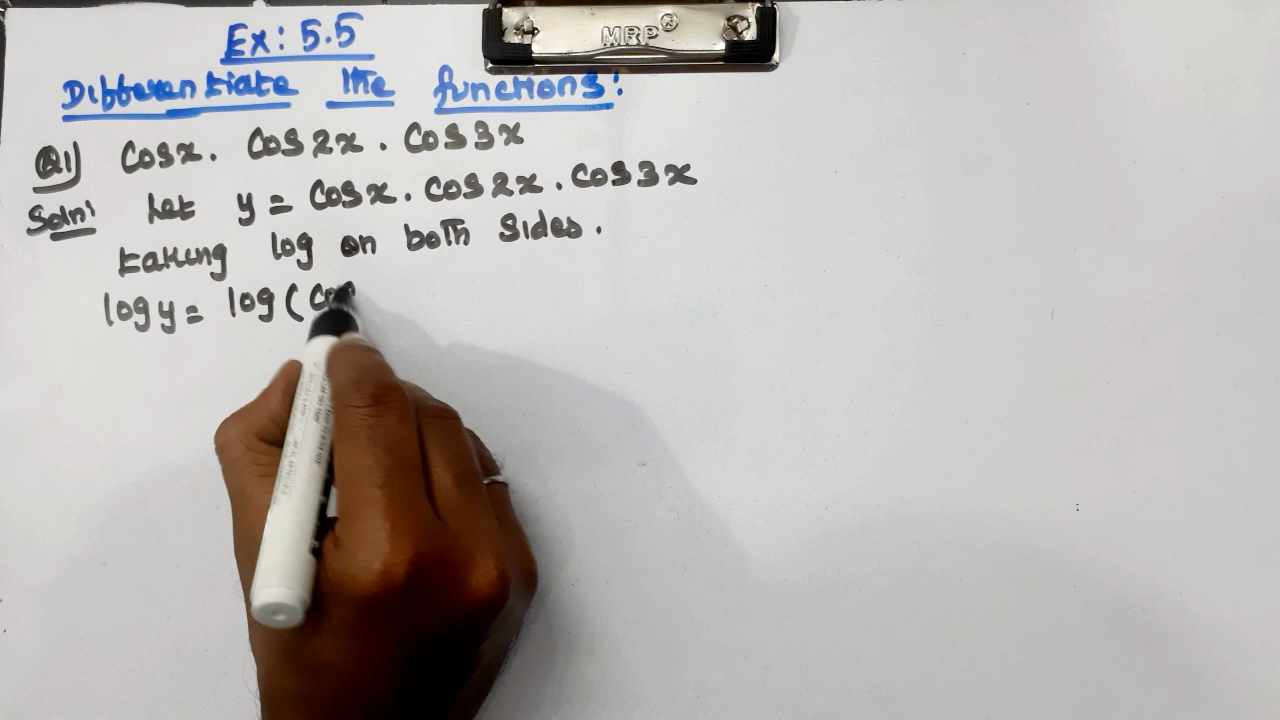 MRP®
Ex: 5.5
Differentiate the functions:
Q1) Cosx. Cos2x. Cos3x
Soln: Let y = Cosx. Cos2x. Cos3x
taking log on both sides.
log y = log (Cos